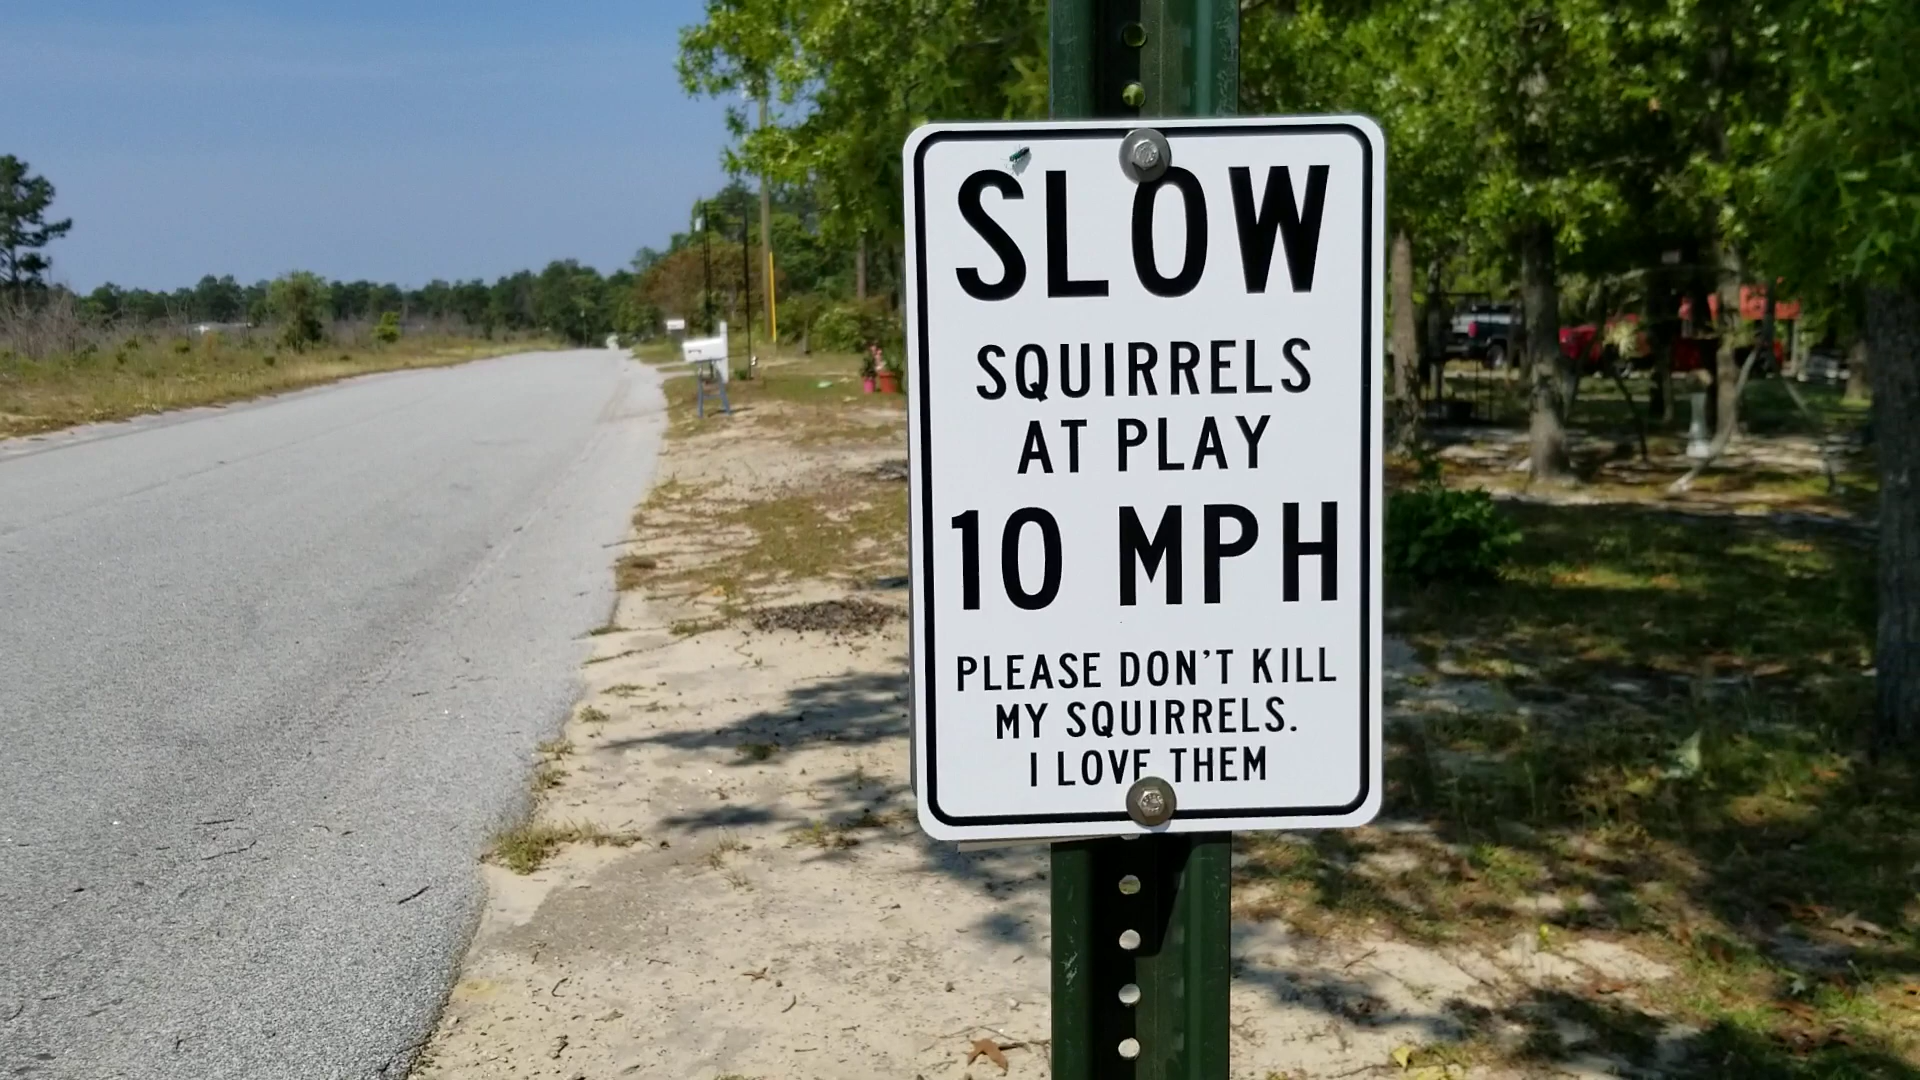 SLOW
SQUIRRELS
AT PLAY
10 MPH
PLEASE DON'T KILL
MY SQUIRRELS.
I LOVE THEM